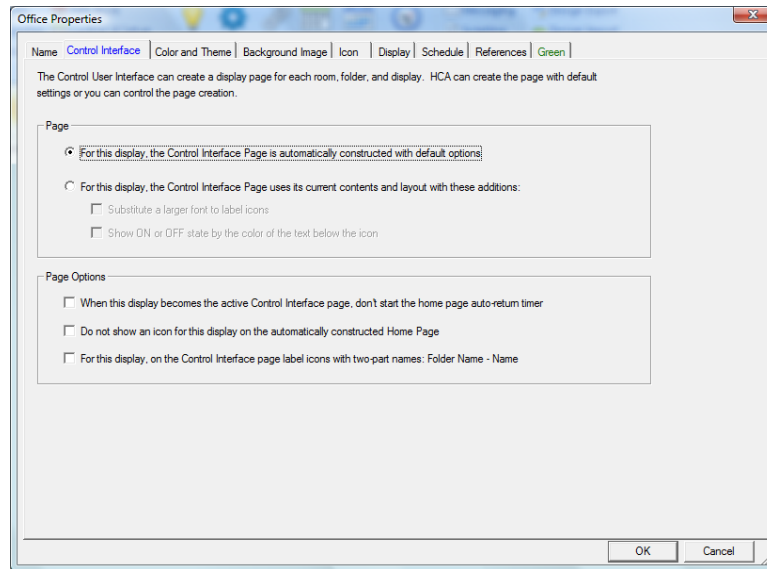 Office Properties
Name
Control Interface
Color and Theme
Background Image
Icon
Display
Schedule
References
Green
The Control User Interface can create a display page for each room, folder, and display. HCA can create the page with default
settings or you can control the page creation.
Page
For this display, the Control Interface Page is automatically constructed with default options
For this display, the Control Interface Page uses its current contents and layout with these additions:
Substitute a larger font to label icons
Show ON or OFF state by the color of the text below the icon
Page Options
When this display becomes the active Control Interface page, don't start the home page auto-return timer
Do not show an icon for this display on the automatically constructed Home Page
For this display, on the Control Interface page label icons with two-part names: Folder Name - Name
OK
Cancel